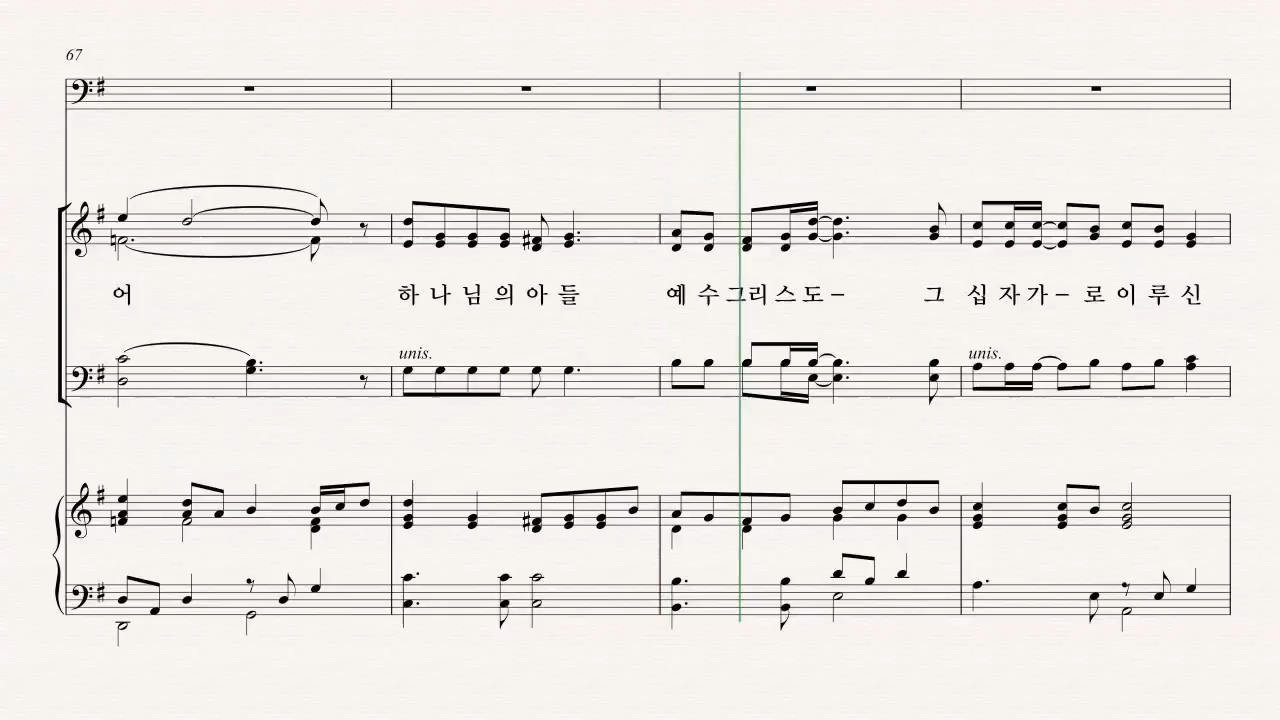 67
어 하 나 님 의 아 들 예 수 그 리 스 도 – 그 십 자 가 – 로 이 루 신
unis. unis.